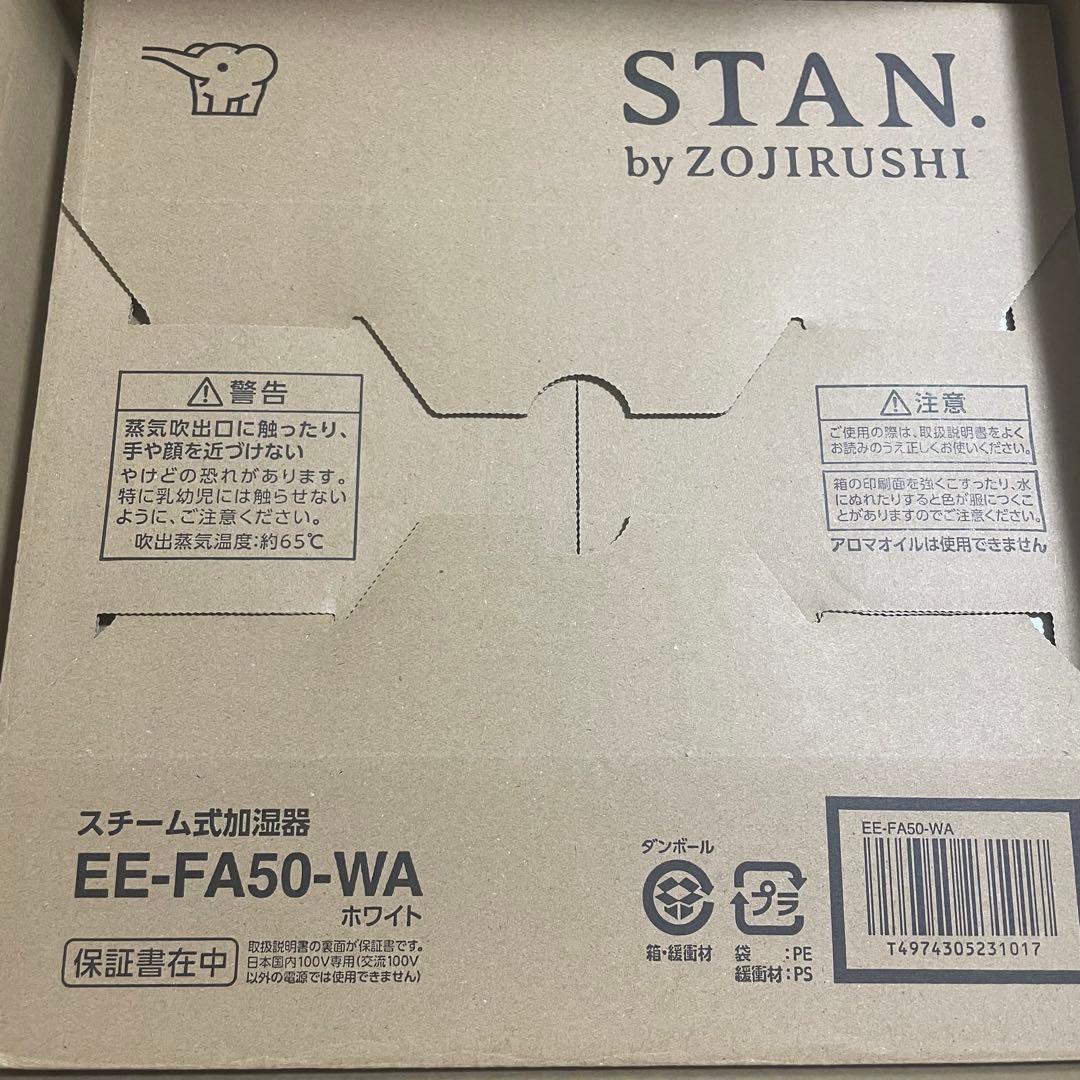 STAN.
by ZOJIRUSHI
⚠警告
蒸気吹出口に触ったり、
手や顔を近づけない
やけどの恐れがあります。
特に乳幼児には触らせない
ように、ご注意ください。
吹出蒸気温度:約65℃
⚠注意
ご使用の際は、取扱説明書をよく
お読みのうえ正しくお使いください。
箱の印刷面を強くこすったり、水
にぬれたりすると色が服につくこ
とがありますのでご注意ください。
アロマオイルは使用できません
スチーム式加湿器
EE-FA50-WA
ホワイト
保証書在中
取扱説明書の裏面が保証書です。
日本国内100V専用(交流100V
以外の電源では使用できません)
ダンボール
箱・緩衝材
プラ
袋 :PE
緩衝材:PS
EE-FA50-WA
T4974305231017